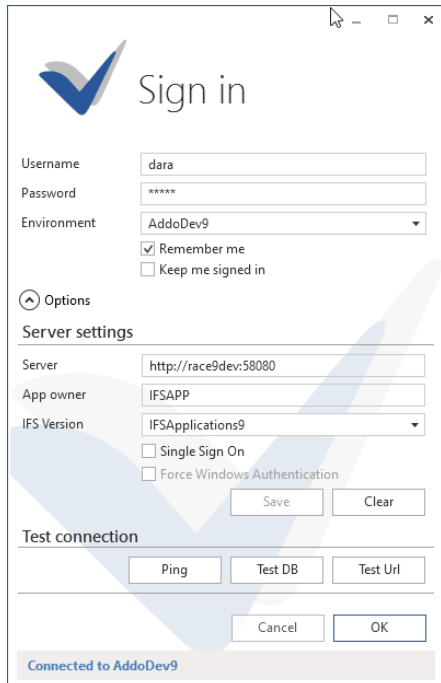 Sign in
Username dara
Password *****
Environment AddoDev9
Remember me
Keep me signed in
Options
Server settings
Server http://race9dev:58080
App owner IFSAPP
IFS Version IFSApplications9
Single Sign On
Force Windows Authentication
Save Clear
Test connection
Ping Test DB Test Url
Cancel OK
Connected to AddoDev9